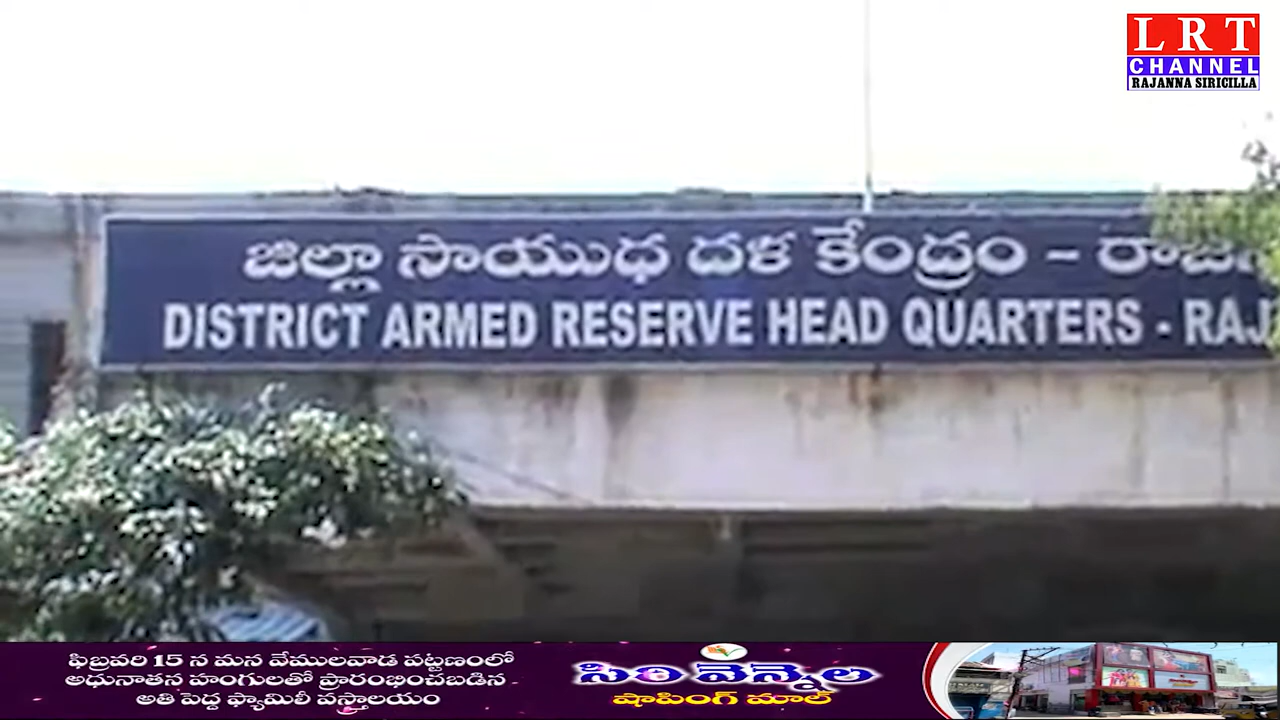 LRT
CHANNEL
RAJANNA SIRICILLA
జిల్లా సాయుధ దళ కేంద్రం -
DISTRICT ARMED RESERVE HEAD QUARTERS - RAJ
ఫిబ్రవరి 15 న మన వేములవాడ పట్టణంలో
అధునాతన హంగులతో ప్రారంభించబడిన
అతి పెద్ద ఫ్యామిలీ వస్త్రాలయం
సిరివెన్నెల
షాపింగ్ మాల్